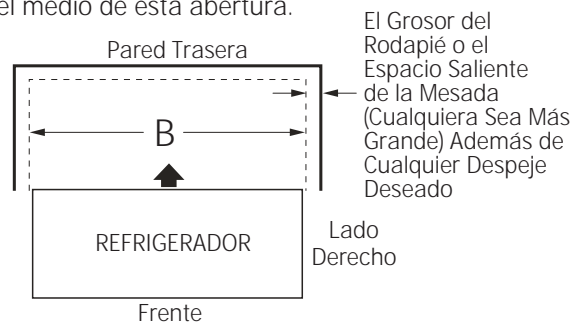 el medio de esta abertura.
Pared Trasera
El Grosor del
Rodapié o el
Espacio Saliente
de la Mesada
(Cualquiera Sea Más
Grande) Además de
Cualquier Despeje
Deseado
B
REFRIGERADOR
Lado
Derecho
Frente